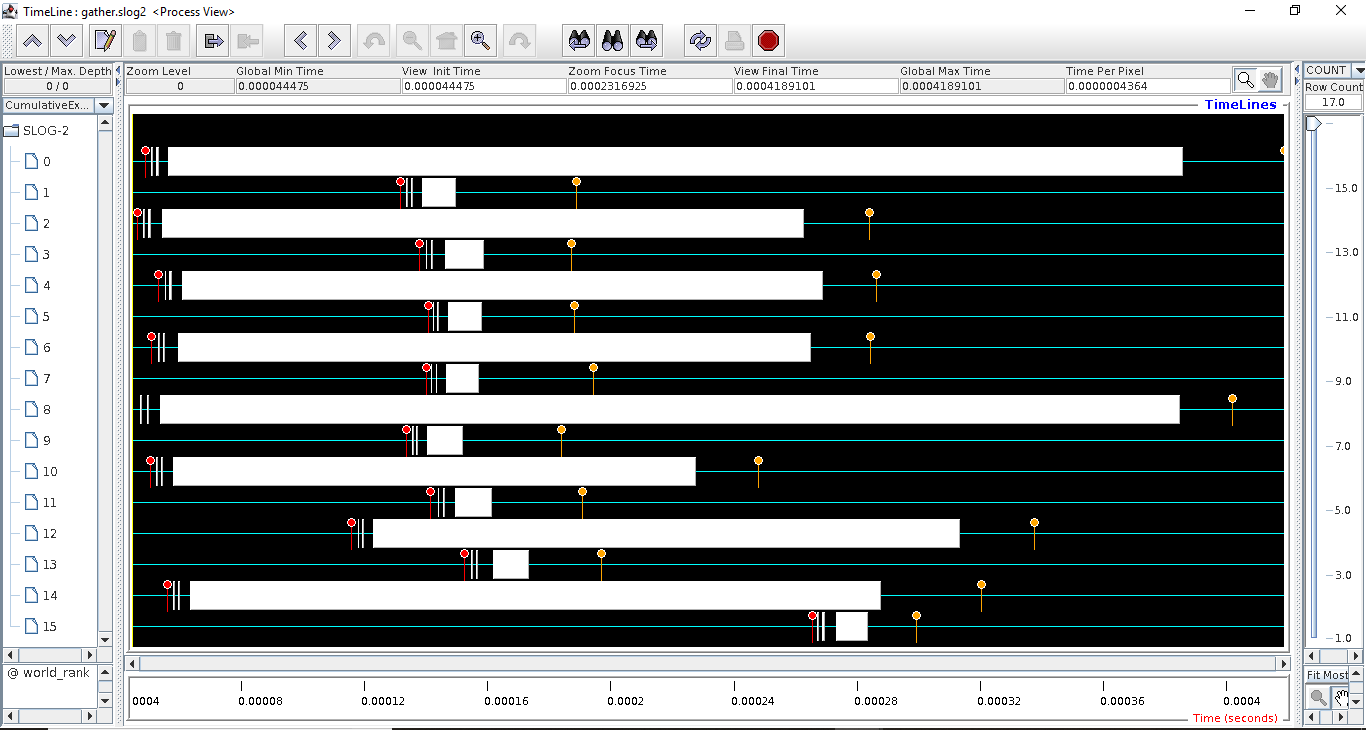 TimeLine : gather.slog2 <Process View>
Lowest / Max. Depth
0 / 0
Zoom Level
0
Global Min Time
0.000044475
View Init Time
0.000044475
Zoom Focus Time
0.0002316925
View Final Time
0.0004189101
Global Max Time
0.0004189101
Time Per Pixel
0.0000004364
COUNT
Row Count
17.0
CumulativeEx...
TimeLines
SLOG-2
0
1
2
3
4
5
6
7
8
9
10
11
12
13
14
15
15.0
13.0
11.0
9.0
7.0
5.0
3.0
1.0
@ world_rank
Fit Most
0004 0.00008 0.00012 0.00016 0.0002 0.00024 0.00028 0.00032 0.00036 0.0004
Time (seconds)